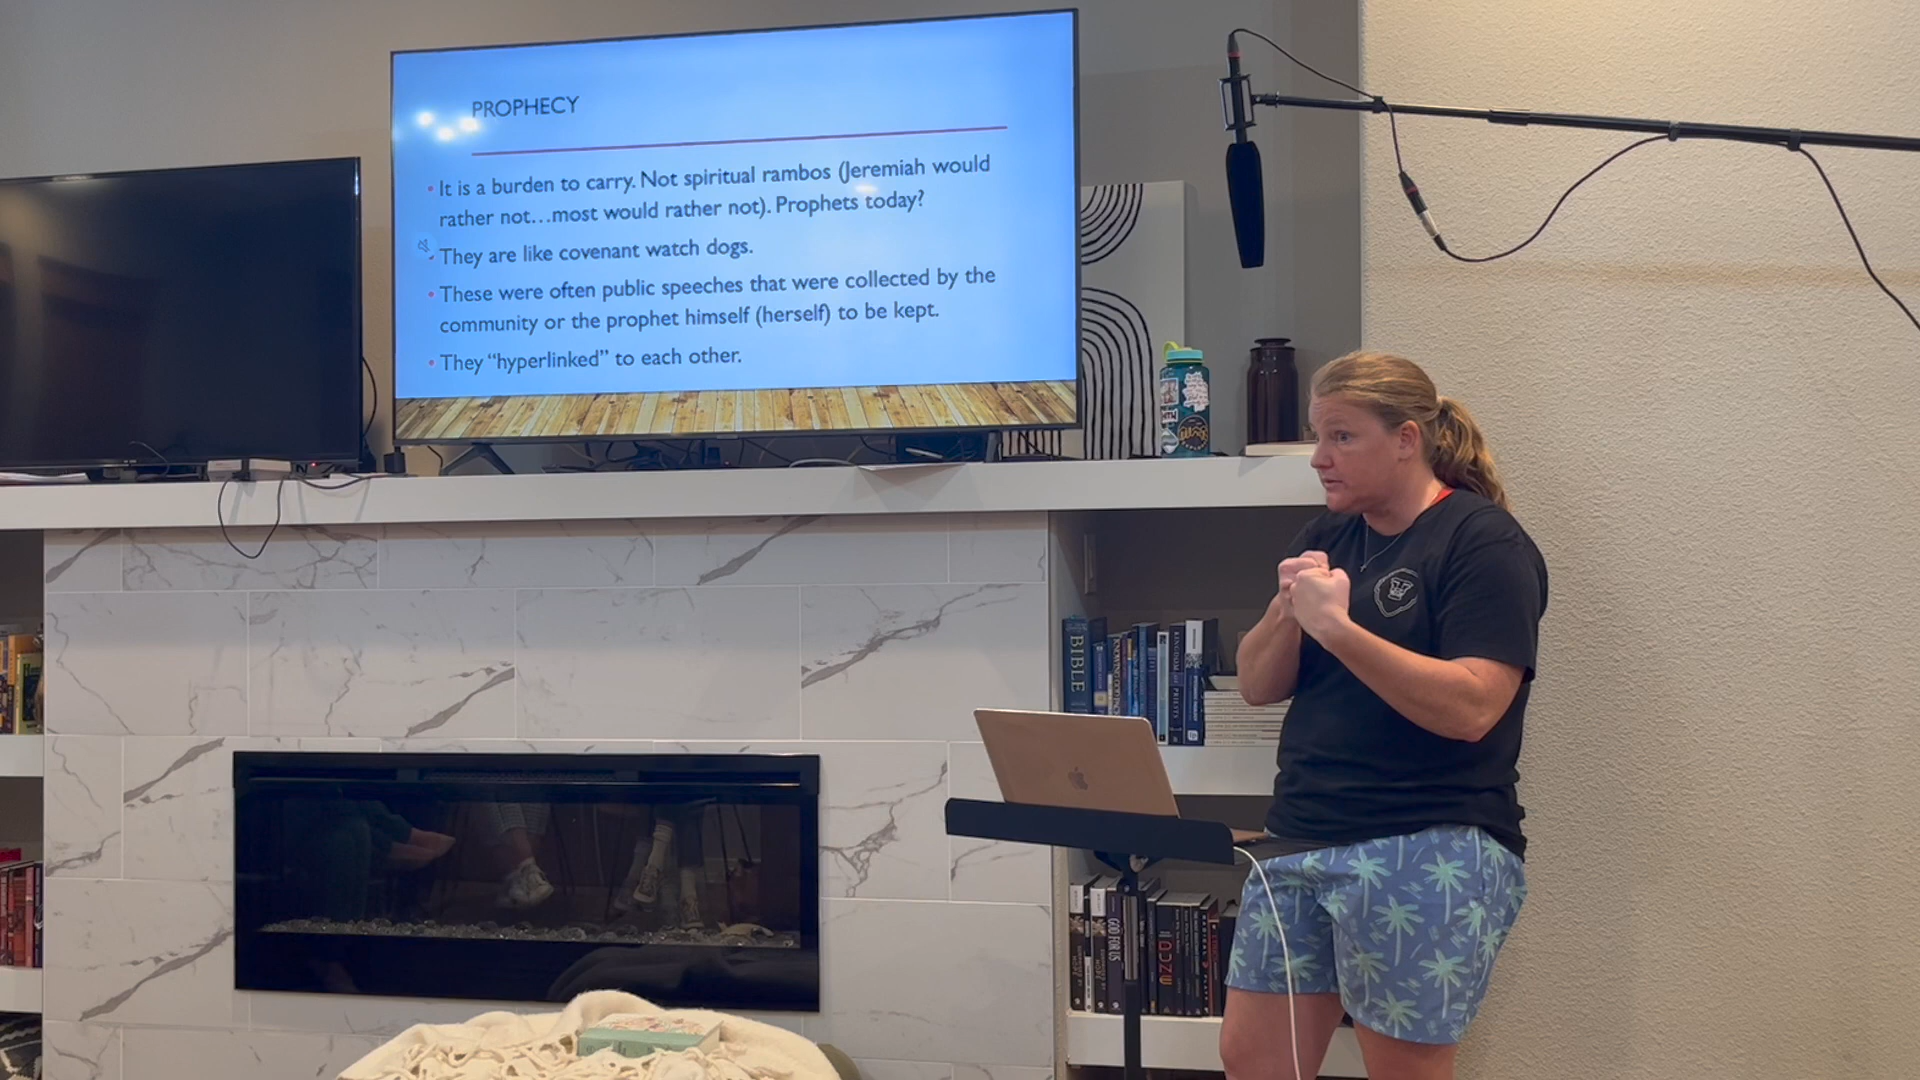 PROPHECY
• It is a burden to carry. Not spiritual rambos (Jeremiah would
rather not...most would rather not). Prophets today?
• They are like covenant watch dogs.
• These were often public speeches that were collected by the
community or the prophet himself (herself) to be kept.
• They “hyperlinked” to each other.
BIBLE
KINGDOM PRIESTS
GOD FOR US
DUNE